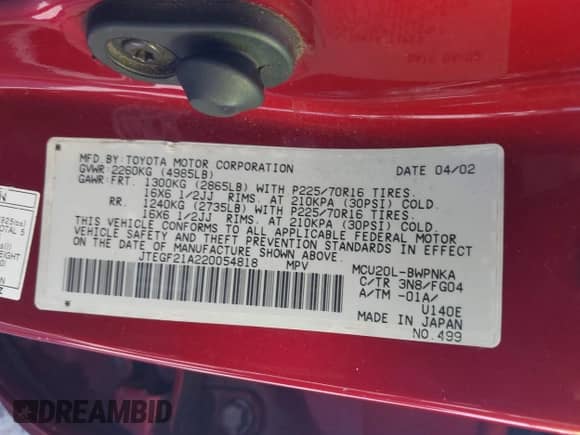 MFD BY:TOYOTA MOTOR CORPORATION DATE 04/02
GVWR:2260KG (4985LB)
GAWR:FRT. 1300KG (2865LB) WITH P225/70R16 TIRES.
16X6 1/2JJ RIMS. AT 210KPA (30PSI) COLD.
RR. 1240KG (2735LB) WITH P225/70R16 TIRES.
16X6 1/2JJ RIMS. AT 210KPA (30PSI) COLD.
THIS VEHICLE CONFORMS TO ALL APPLICABLE FEDERAL MOTOR
VEHICLE SAFETY AND THEFT PREVENTION STANDARDS IN EFFECT
ON THE DATE OF MANUFACTURE SHOWN ABOVE.
JTEGF21A220054818 MPV MCU20L-BWPNKA
C/TR 3N8/FG04
A/TM -01A/
U140E
MADE IN JAPAN
NO.499
DREAMBID